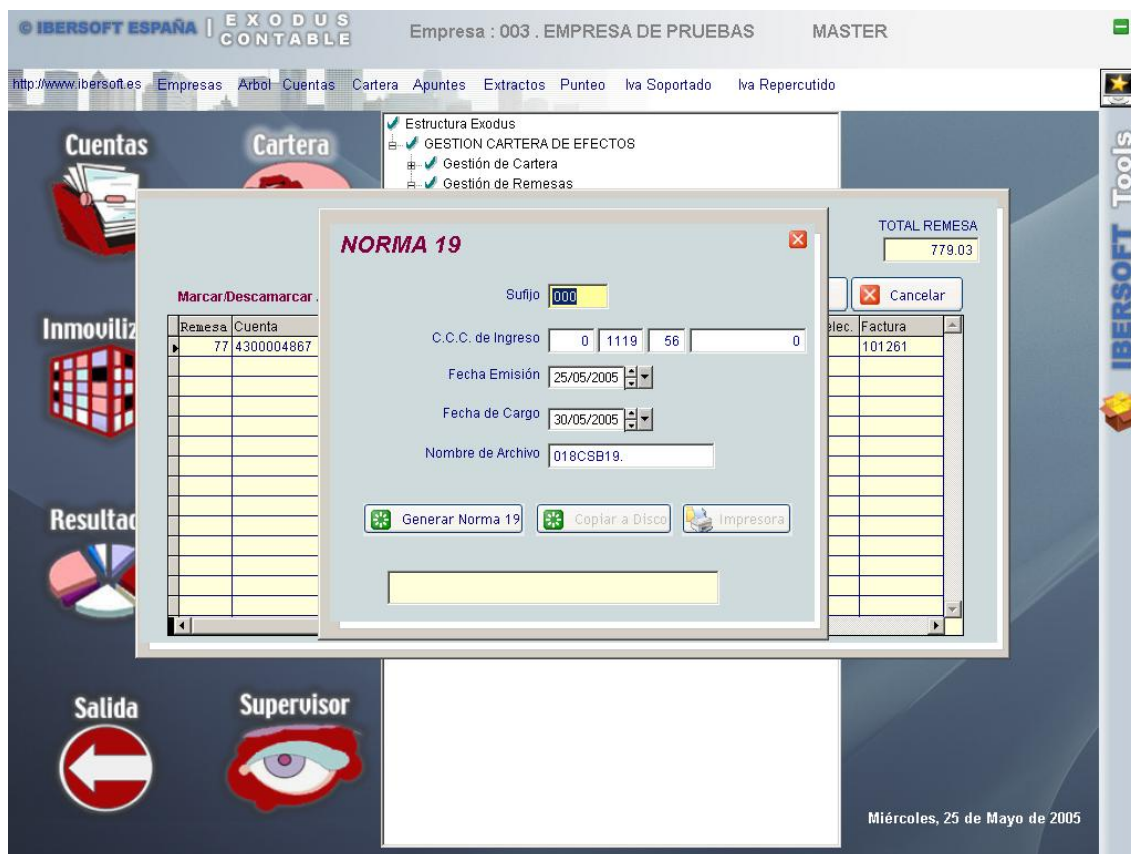 © IBERSOFT ESPAÑA | EXODUS CONTABLE
Empresa : 003 . EMPRESA DE PRUEBAS MASTER
http://www.ibersoft.es Empresas Arbol Cuentas Cartera Apuntes Extractos Punteo Iva Soportado Iva Repercutido
Cuentas
Cartera
Estructura Exodus
GESTION CARTERA DE EFECTOS
Gestión de Cartera
Gestión de Remesas
IBERSOFT Tools
TOTAL REMESA
779.03
NORMA 19
Marcar/Descamarcar
Cancelar
Sufijo 000
Remesa Cuenta
Factura
77 4300004867
101261
C.C.C. de Ingreso 0 1119 56 0
Fecha Emisión 25/05/2005
Fecha de Cargo 30/05/2005
Nombre de Archivo 018CSB19.
Generar Norma 19 Copiar a Disco Impresora
Salida
Supervisor
Miércoles, 25 de Mayo de 2005